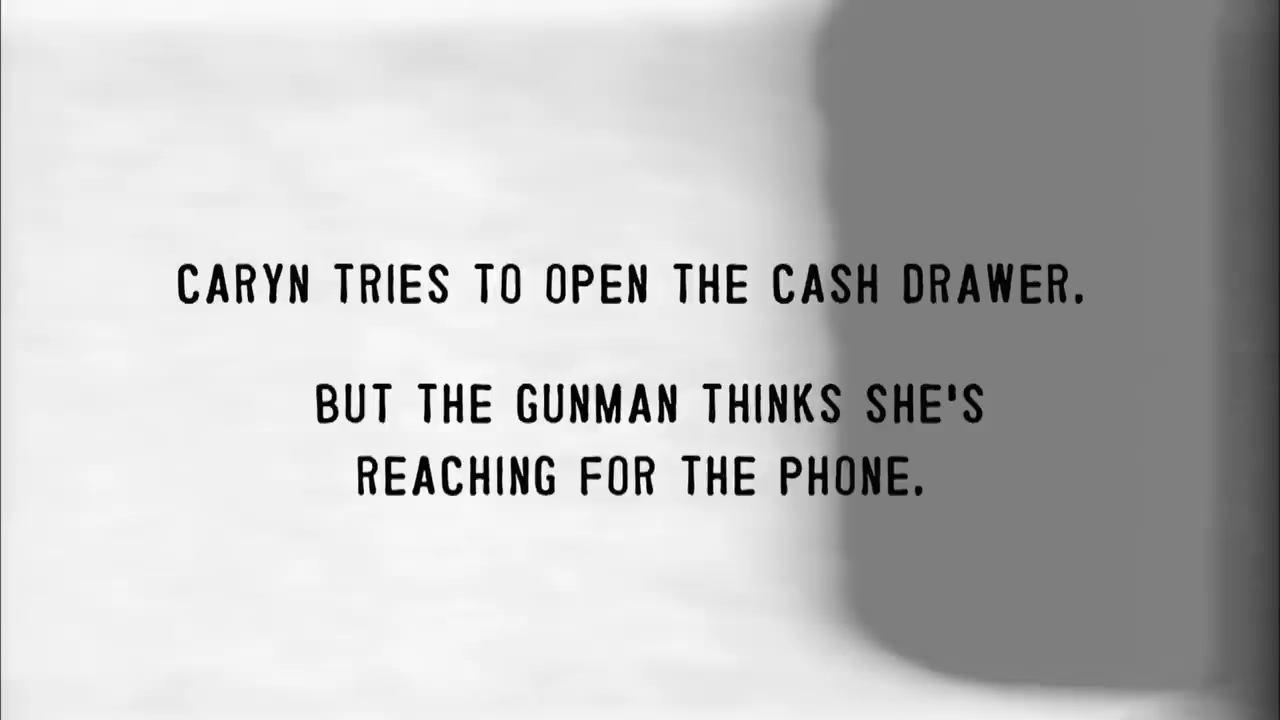 CARYN TRIES TO OPEN THE CASH DRAWER.
BUT THE GUNMAN THINKS SHE'S
REACHING FOR THE PHONE.